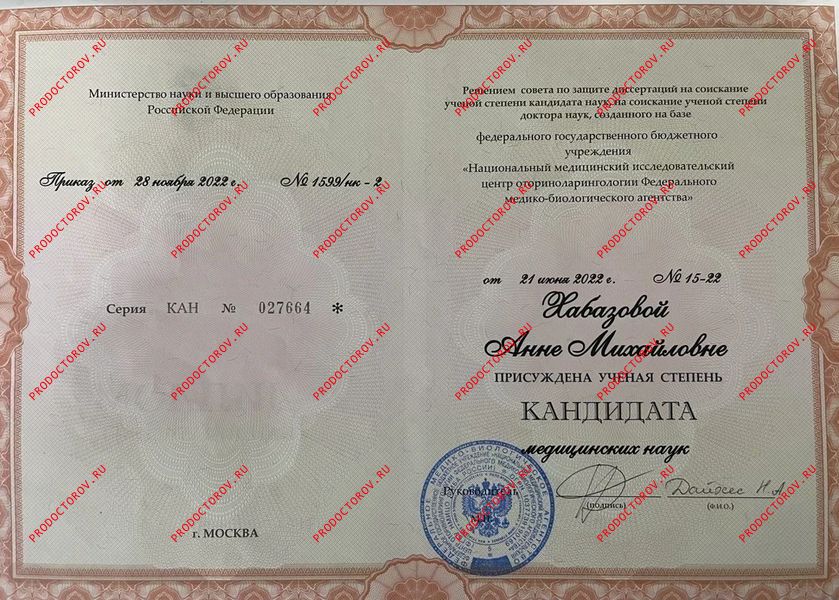 Министерство науки и высшего образования
Российской Федерации
Приказ от 28 ноября 2022 г. № 1599/нк - 2
Серия КАН № 027664 *
г. МОСКВА
Решением совета по защите диссертаций на соискание
ученой степени кандидата наук, на соискание ученой степени
доктора наук, созданного на базе
федерального государственного бюджетного
учреждения
«Национальный медицинский исследовательский
центр оториноларингологии Федерального
медико-биологического агентства»
от 21 июня 2022 г. № 15-22
Хабазовой
Анне Михайловне
ПРИСУЖДЕНА УЧЕНАЯ СТЕПЕНЬ
КАНДИДАТА
медицинских наук
Руководитель
Дайхес Н.А.
(подпись) (Ф.И.О.)
М.П.
PRODOCTOROV.RU